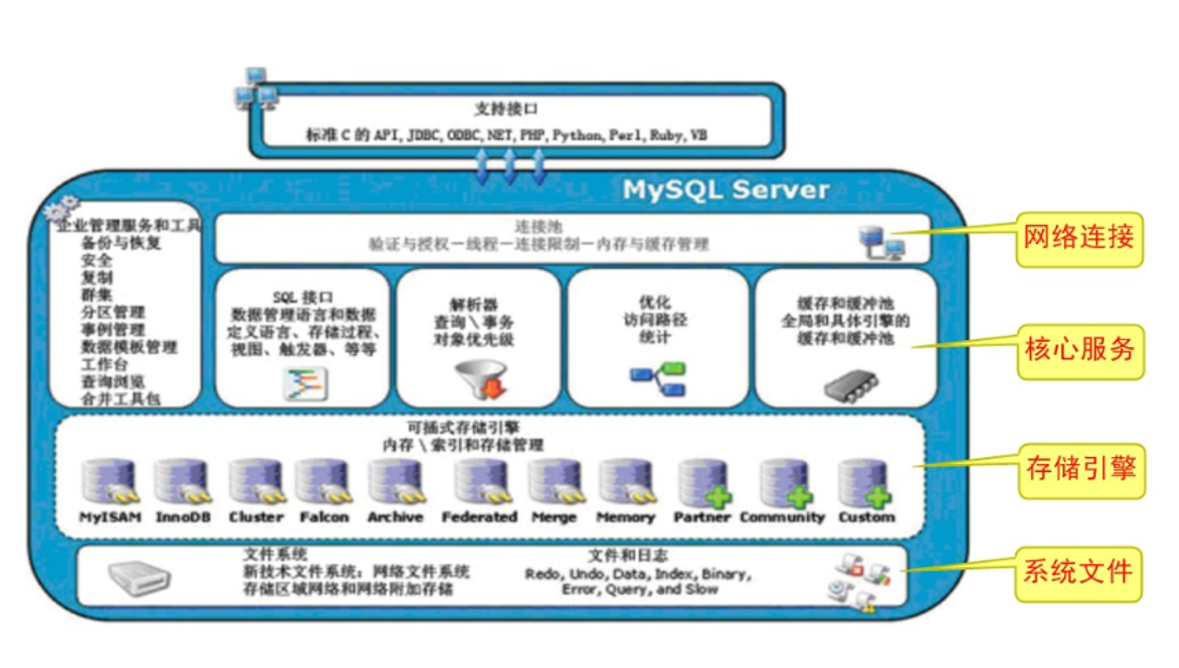 支持接口
标准 C 的 API, JDBC, ODBC, NET, PHP, Python, Perl, Ruby, VB
MySQL Server
企业管理服务和工具
备份与恢复
安全
复制
群集
分区管理
事例管理
数据模板管理
工作台
查询浏览
合并工具包
连接池
验证与授权－线程－连接限制－内存与缓存管理
网络连接
SQL 接口
数据管理语言和数据
定义语言、存储过程、
视图、触发器、等等
解析器
查询\事务
对象优先级
优化
访问路径
统计
缓存和缓冲池
全局和具体引擎的
缓存和缓冲池
核心服务
可插式存储引擎
内存\索引和存储管理
MyISAM InnoDB Cluster Falcon Archive Federated Merge Memory Partner Community Custom
存储引擎
文件系统
新技术文件系统：网络文件系统
存储区域网络和网络附加存储
文件和日志
Redo, Undo, Data, Index, Binary,
Error, Query, and Slow
系统文件